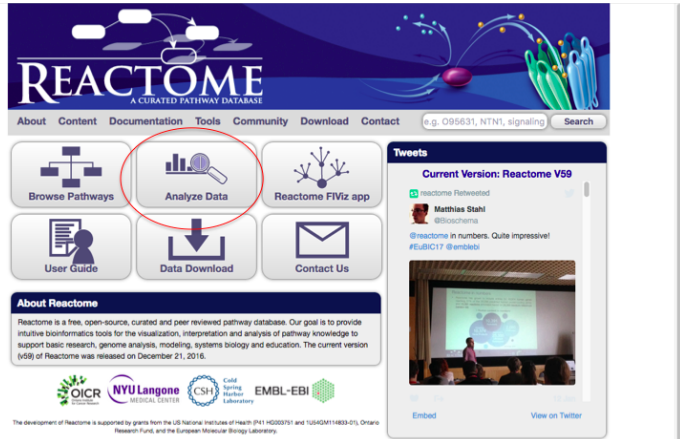 REACTOME
A CURATED PATHWAY DATABASE
About Content Documentation Tools Community Download Contact
e.g. O95631, NTN1, signaling
Search
Browse Pathways
Analyze Data
Reactome FIViz app
User Guide
Data Download
Contact Us
Tweets
Current Version: Reactome V59
reactome Retweeted
Matthias Stahl
@Bioschema
@reactome in numbers. Quite impressive!
#EuBIC17 @emblebi
Embed
View on Twitter
About Reactome
Reactome is a free, open-source, curated and peer reviewed pathway database. Our goal is to provide
intuitive bioinformatics tools for the visualization, interpretation and analysis of pathway knowledge to
support basic research, genome analysis, modeling, systems biology and education. The current version
(v59) of Reactome was released on December 21, 2016.
OICR
NYU Langone
MEDICAL CENTER
CSH
Cold
Spring
Harbor
Laboratory
EMBL-EBI
The development of Reactome is supported by grants from the US National Institutes of Health (P41 HG003751 and 1U54GM114833-01), Ontario
Research Fund, and the European Molecular Biology Laboratory.